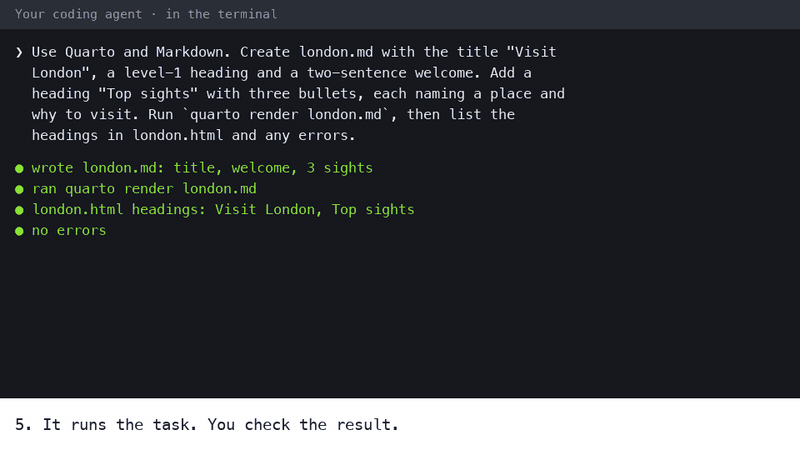 Your coding agent · in the terminal
❯ Use Quarto and Markdown. Create london.md with the title "Visit
London", a level-1 heading and a two-sentence welcome. Add a
heading "Top sights" with three bullets, each naming a place and
why to visit. Run `quarto render london.md`, then list the
headings in london.html and any errors.
● wrote london.md: title, welcome, 3 sights
● ran quarto render london.md
● london.html headings: Visit London, Top sights
● no errors
5. It runs the task. You check the result.